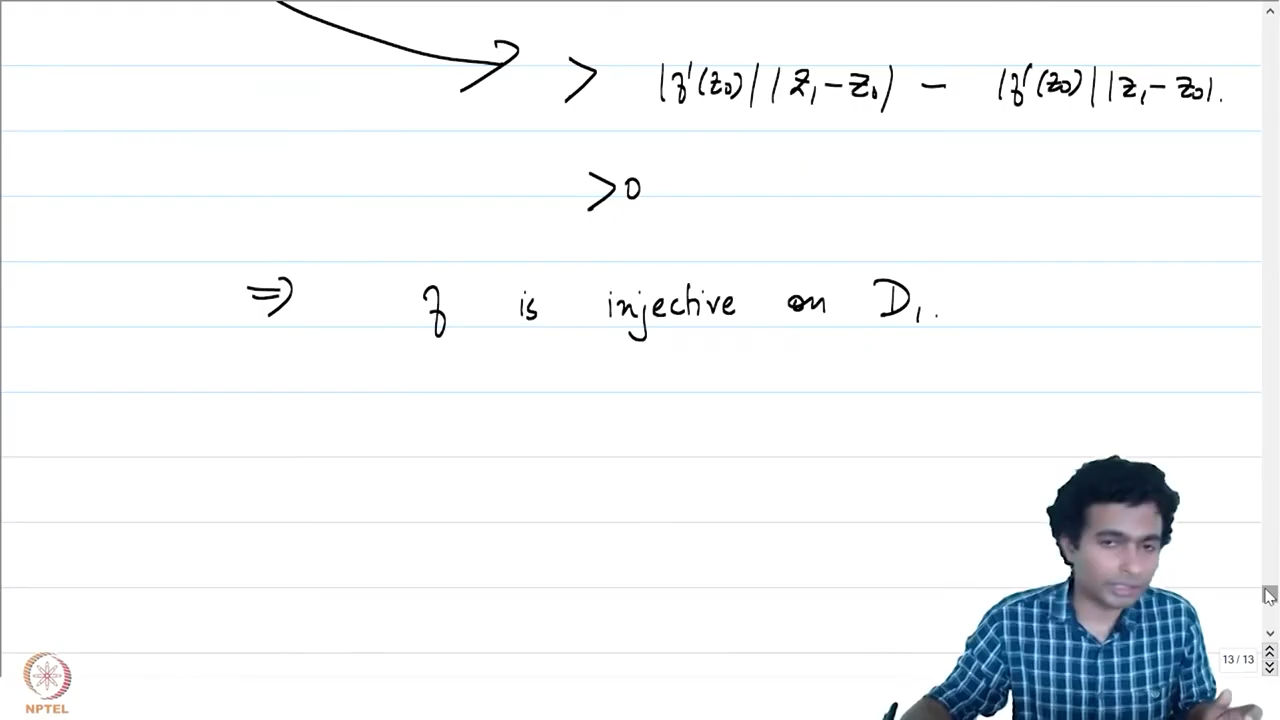 > |f'(z₀)| |z₁ - z₀| - |f'(z₀)| |z₁ - z₀|.
> 0
⇒ f is injective on D₁.
13 / 13
NPTEL